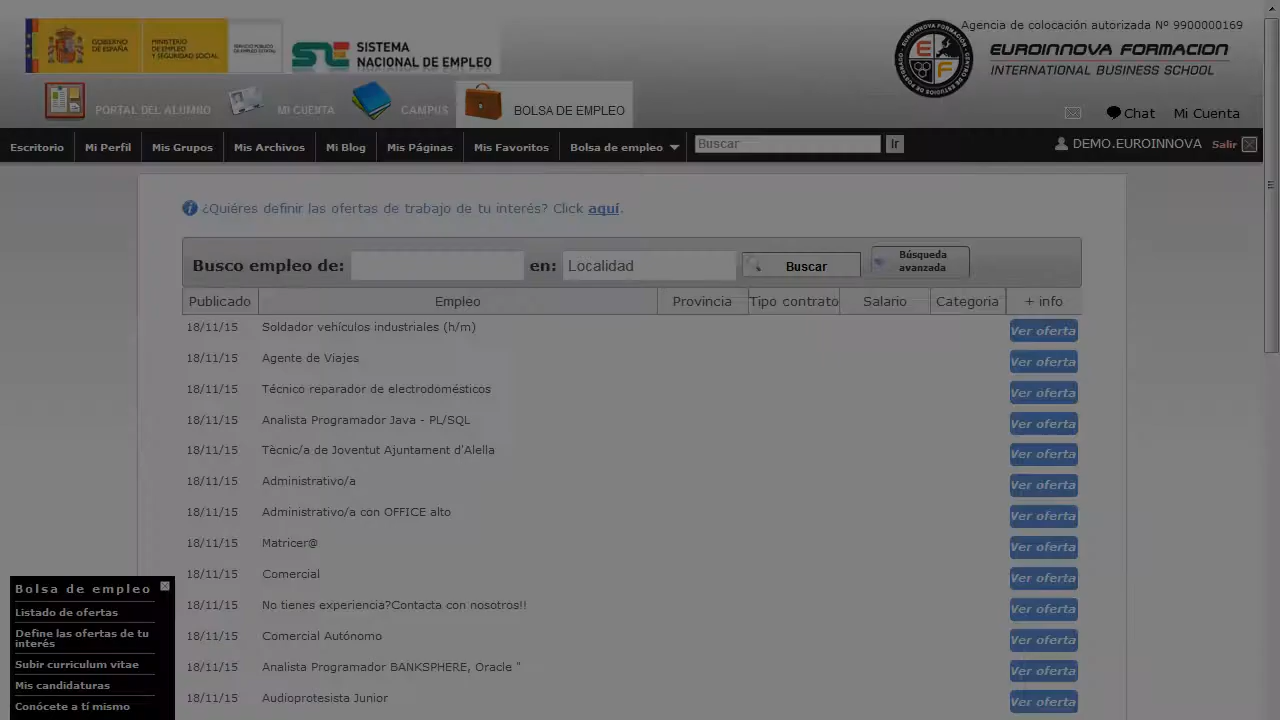 GOBIERNO DE ESPAÑA
MINISTERIO DE EMPLEO Y SEGURIDAD SOCIAL
SISTEMA
NACIONAL DE EMPLEO
Agencia de colocación autorizada Nº 9900000169
EUROINNOVA FORMACION
INTERNATIONAL BUSINESS SCHOOL
PORTAL DEL ALUMNO MI CUENTA CAMPUS BOLSA DE EMPLEO
Chat Mi Cuenta
Escritorio Mi Perfil Mis Grupos Mis Archivos Mi Blog Mis Páginas Mis Favoritos Bolsa de empleo Buscar Ir DEMO.EUROINNOVA Salir
¿Quiéres definir las ofertas de trabajo de tu interés? Click aquí.
Busco empleo de: en: Localidad Buscar Búsqueda avanzada
Publicado Empleo Provincia Tipo contrato Salario Categoria + info
18/11/15 Soldador vehículos industriales (h/m) Ver oferta
18/11/15 Agente de Viajes Ver oferta
18/11/15 Técnico reparador de electrodomésticos Ver oferta
18/11/15 Analista Programador Java - PL/SQL Ver oferta
18/11/15 Tècnic/a de Joventut Ajuntament d'Alella Ver oferta
18/11/15 Administrativo/a Ver oferta
18/11/15 Administrativo/a con OFFICE alto Ver oferta
18/11/15 Matricer@ Ver oferta
18/11/15 Comercial Ver oferta
18/11/15 No tienes experiencia?Contacta con nosotros!! Ver oferta
18/11/15 Comercial Autónomo Ver oferta
18/11/15 Analista Programador BANKSPHERE, Oracle " Ver oferta
18/11/15 Audioprotesista Junior Ver oferta
Bolsa de empleo
Listado de ofertas
Define las ofertas de tu
interés
Subir curriculum vitae
Mis candidaturas
Conócete a tí mismo